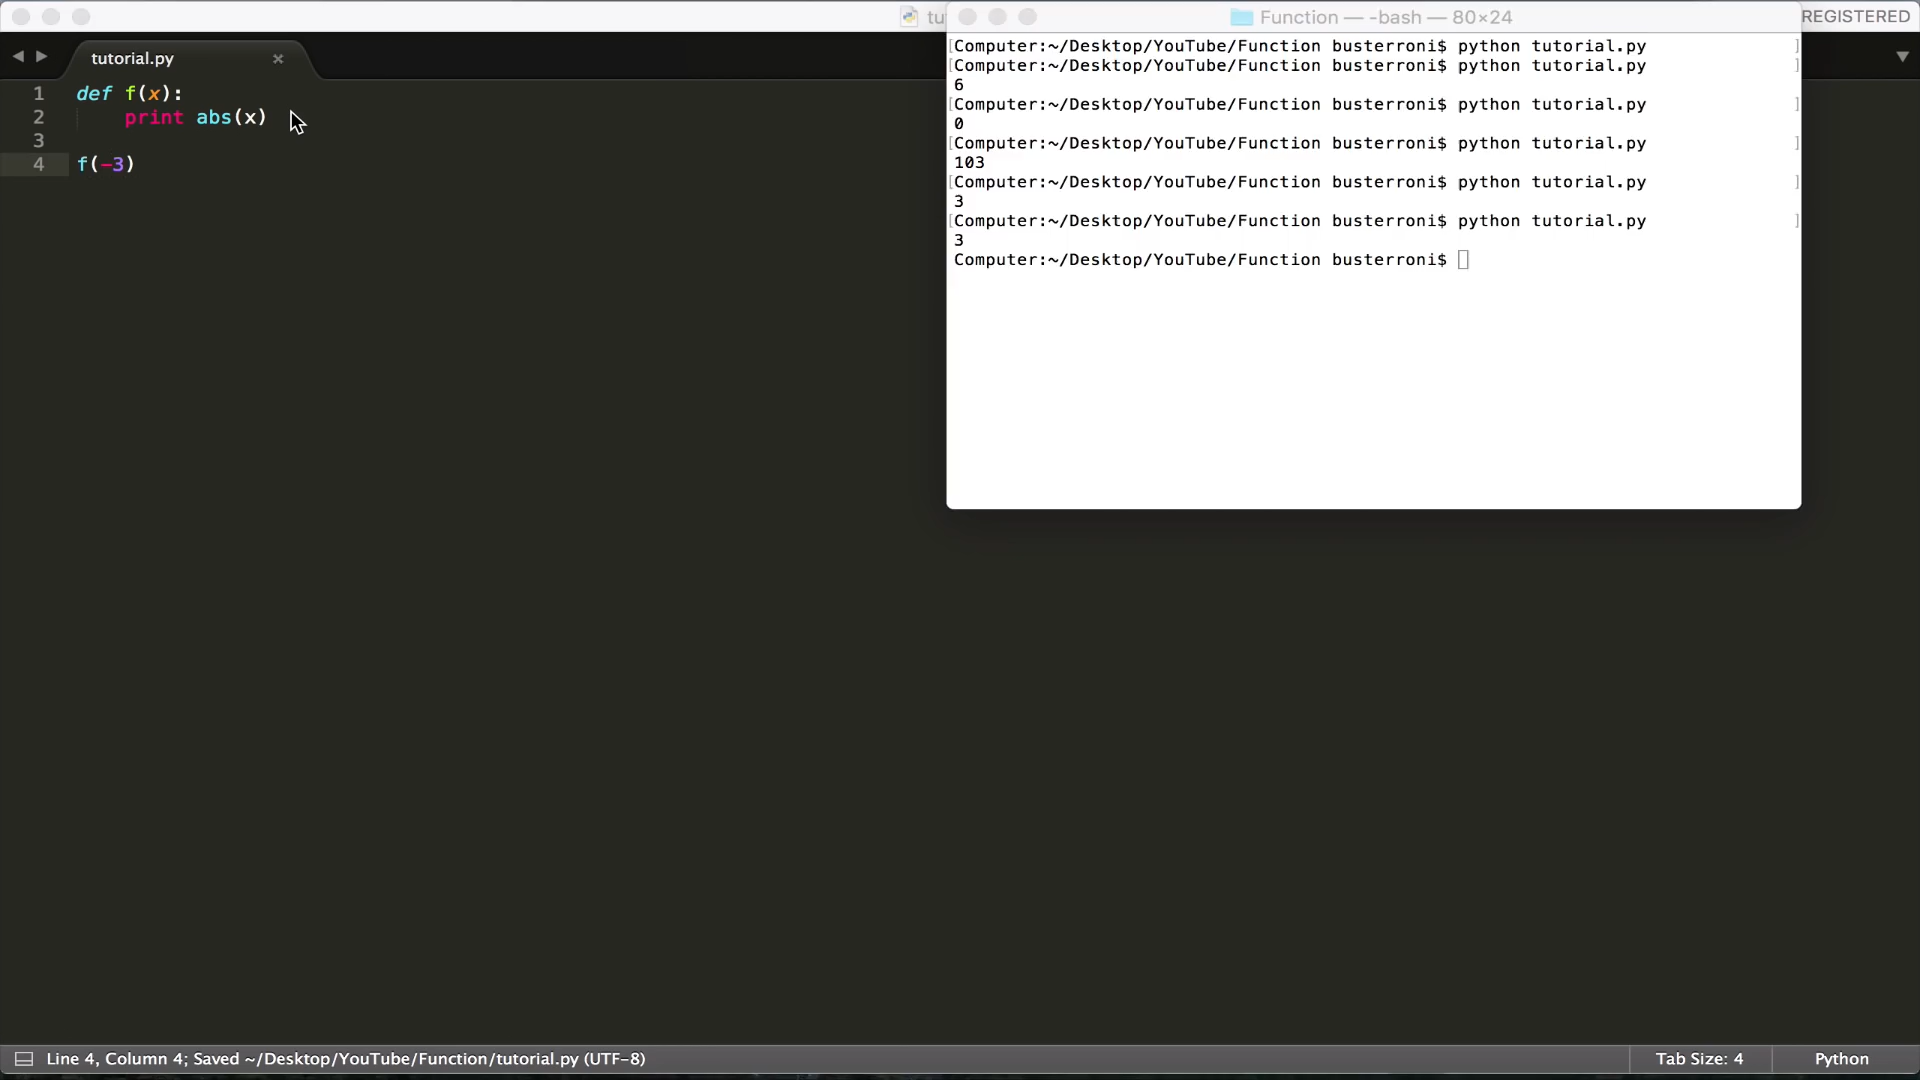 REGISTERED
tutorial.py
1 def f(x):
2     print abs(x)
3
4 f(-3)
Function — -bash — 80×24
[Computer:~/Desktop/YouTube/Function busterroni$ python tutorial.py ]
[Computer:~/Desktop/YouTube/Function busterroni$ python tutorial.py ]
6
[Computer:~/Desktop/YouTube/Function busterroni$ python tutorial.py ]
0
[Computer:~/Desktop/YouTube/Function busterroni$ python tutorial.py ]
103
[Computer:~/Desktop/YouTube/Function busterroni$ python tutorial.py ]
3
[Computer:~/Desktop/YouTube/Function busterroni$ python tutorial.py ]
3
Computer:~/Desktop/YouTube/Function busterroni$
Line 4, Column 4; Saved ~/Desktop/YouTube/Function/tutorial.py (UTF-8)
Tab Size: 4
Python